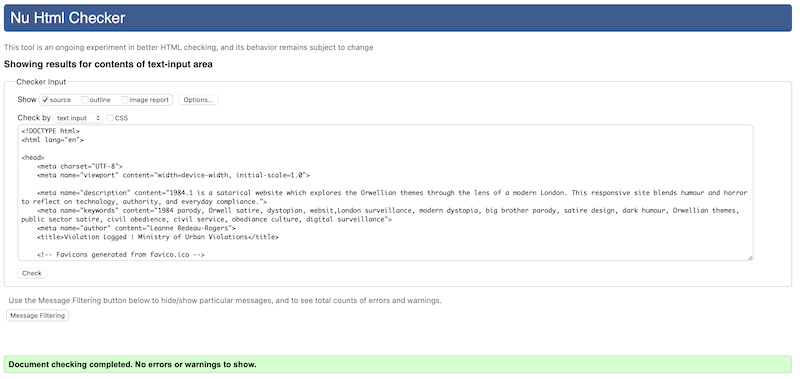 Nu Html Checker
This tool is an ongoing experiment in better HTML checking, and its behavior remains subject to change
Showing results for contents of text-input area
Checker Input
Show source outline image report Options...
Check by text input CSS
<!DOCTYPE html>
<html lang="en">
<head>
<meta charset="UTF-8">
<meta name="viewport" content="width=device-width, initial-scale=1.0">
<meta name="description" content="1984.1 is a satarical website which explores the Orwellian themes through the lens of a modern London. This responsive site blends humour and horror
to reflect on technology, authority, and everyday compliance.">
<meta name="keywords" content="1984 parody, Orwell satire, dystopian, websit,London surveillance, modern dystopia, big brother parody, satire design, dark humour, Orwellian themes,
public sector satire, civil obedience, civil service, obediance culture, digital surveillance">
<meta name="author" content="Leanne Bedeau-Rogers">
<title>Violation Logged | Ministry of Urban Violations</title>
<!-- Favicons generated from favico.ico -->
Check
Use the Message Filtering button below to hide/show particular messages, and to see total counts of errors and warnings.
Message Filtering
Document checking completed. No errors or warnings to show.